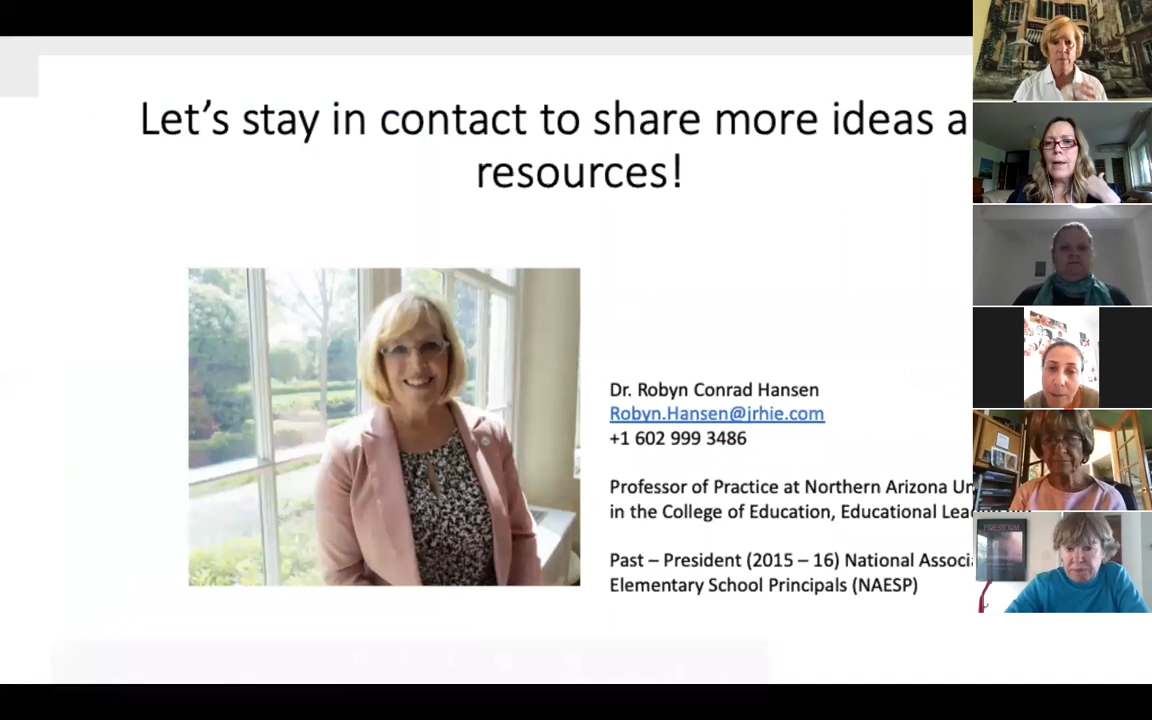 Let's stay in contact to share more ideas a
resources!
Dr. Robyn Conrad Hansen
Robyn.Hansen@jrhie.com
+1 602 999 3486
Professor of Practice at Northern Arizona Un
in the College of Education, Educational Lea
Past – President (2015 – 16) National Associ
Elementary School Principals (NAESP)
FIRESTORM